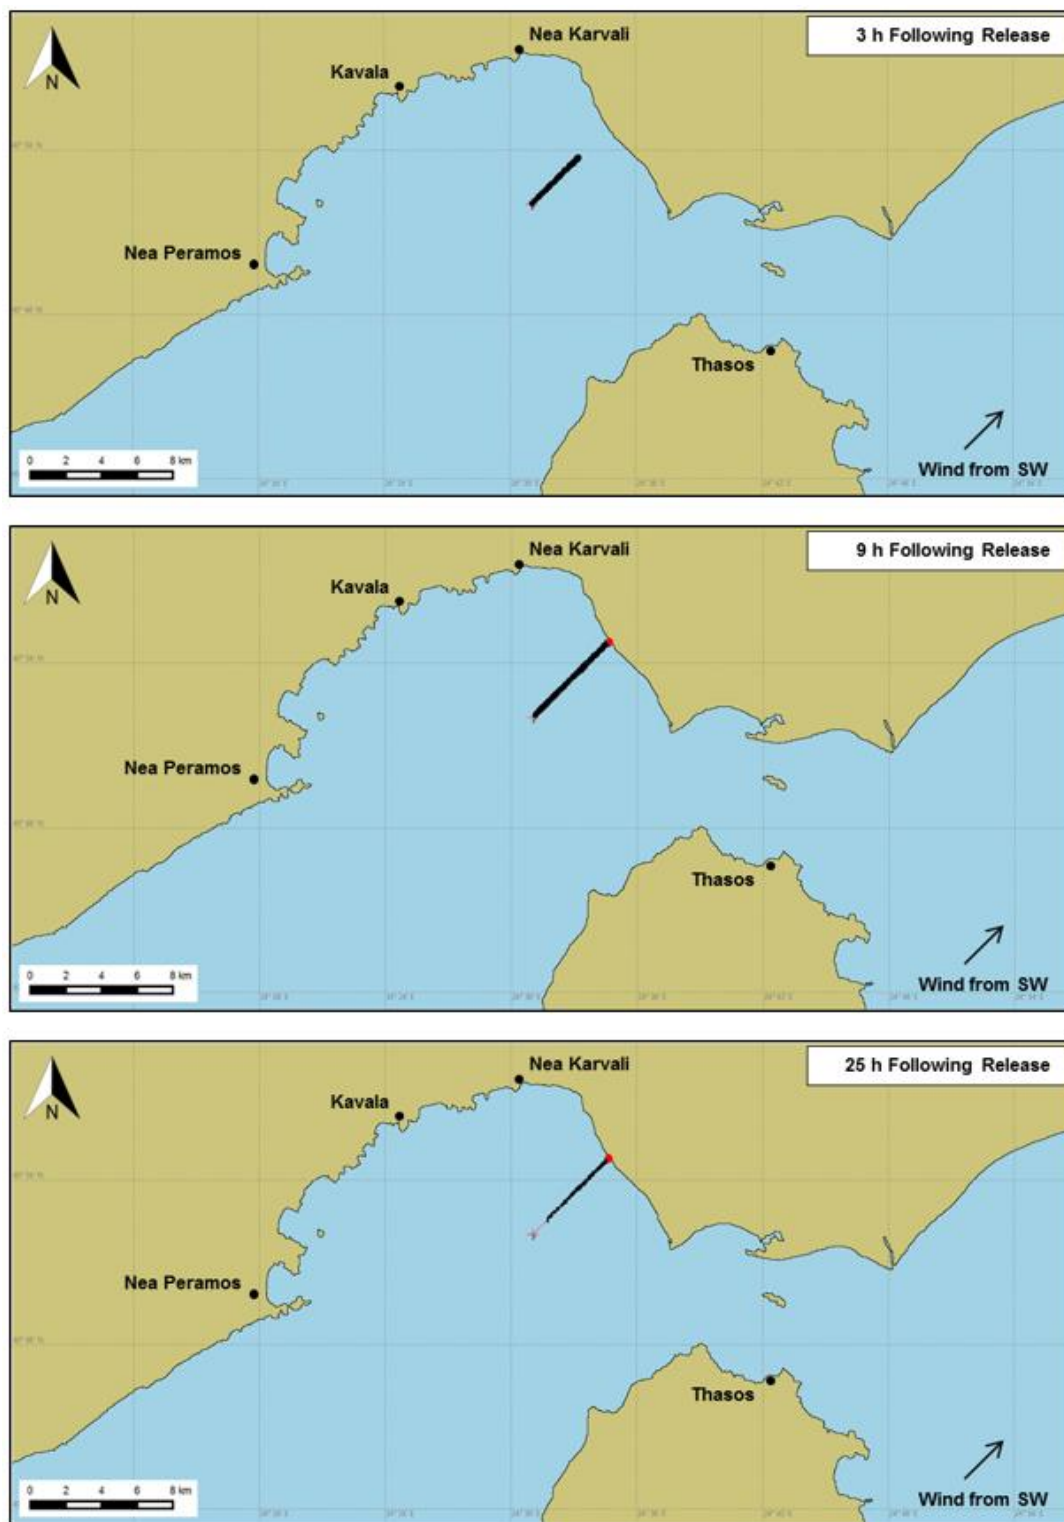 3 h Following Release
Nea Karvali
Kavala
N
Nea Peramos
Thasos
0 2 4 6 8 km
Wind from SW
9 h Following Release
Nea Karvali
Kavala
N
Nea Peramos
Thasos
0 2 4 6 8 km
Wind from SW
25 h Following Release
Nea Karvali
Kavala
N
Nea Peramos
Thasos
0 2 4 6 8 km
Wind from SW